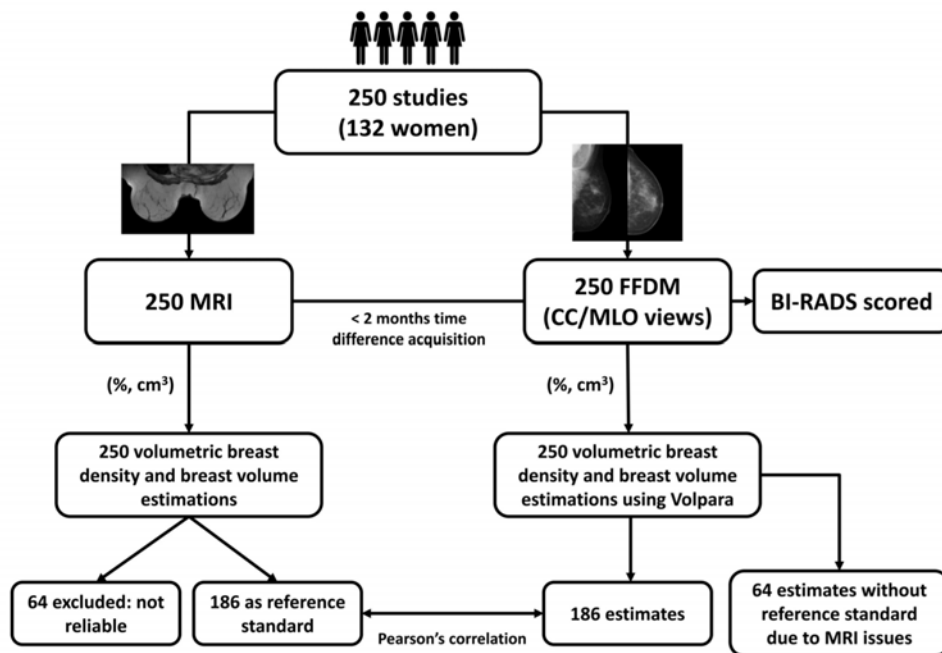 250 studies
(132 women)
250 MRI
< 2 months time
difference acquisition
250 FFDM
(CC/MLO views)
BI-RADS scored
(%, cm³)
(%, cm³)
250 volumetric breast
density and breast volume
estimations
250 volumetric breast
density and breast volume
estimations using Volpara
64 excluded: not
reliable
186 as reference
standard
Pearson's correlation
186 estimates
64 estimates without
reference standard
due to MRI issues